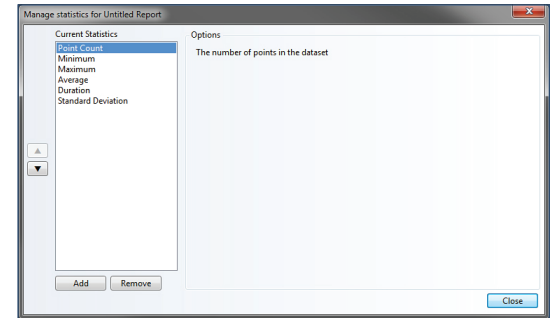 Manage statistics for Untitled Report
Current Statistics
Point Count
Minimum
Maximum
Average
Duration
Standard Deviation
Add
Remove
Options
The number of points in the dataset
Close